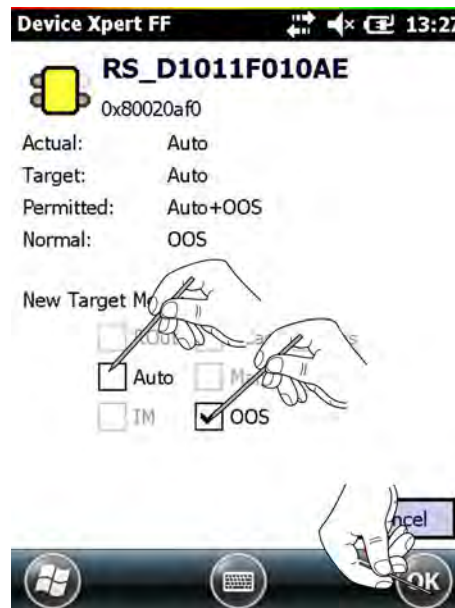 Device Xpert FF 13:27
RS_D1011F010AE
0x80020af0
Actual: Auto
Target: Auto
Permitted: Auto+OOS
Normal: OOS
New Target
Auto
IM OOS
OK